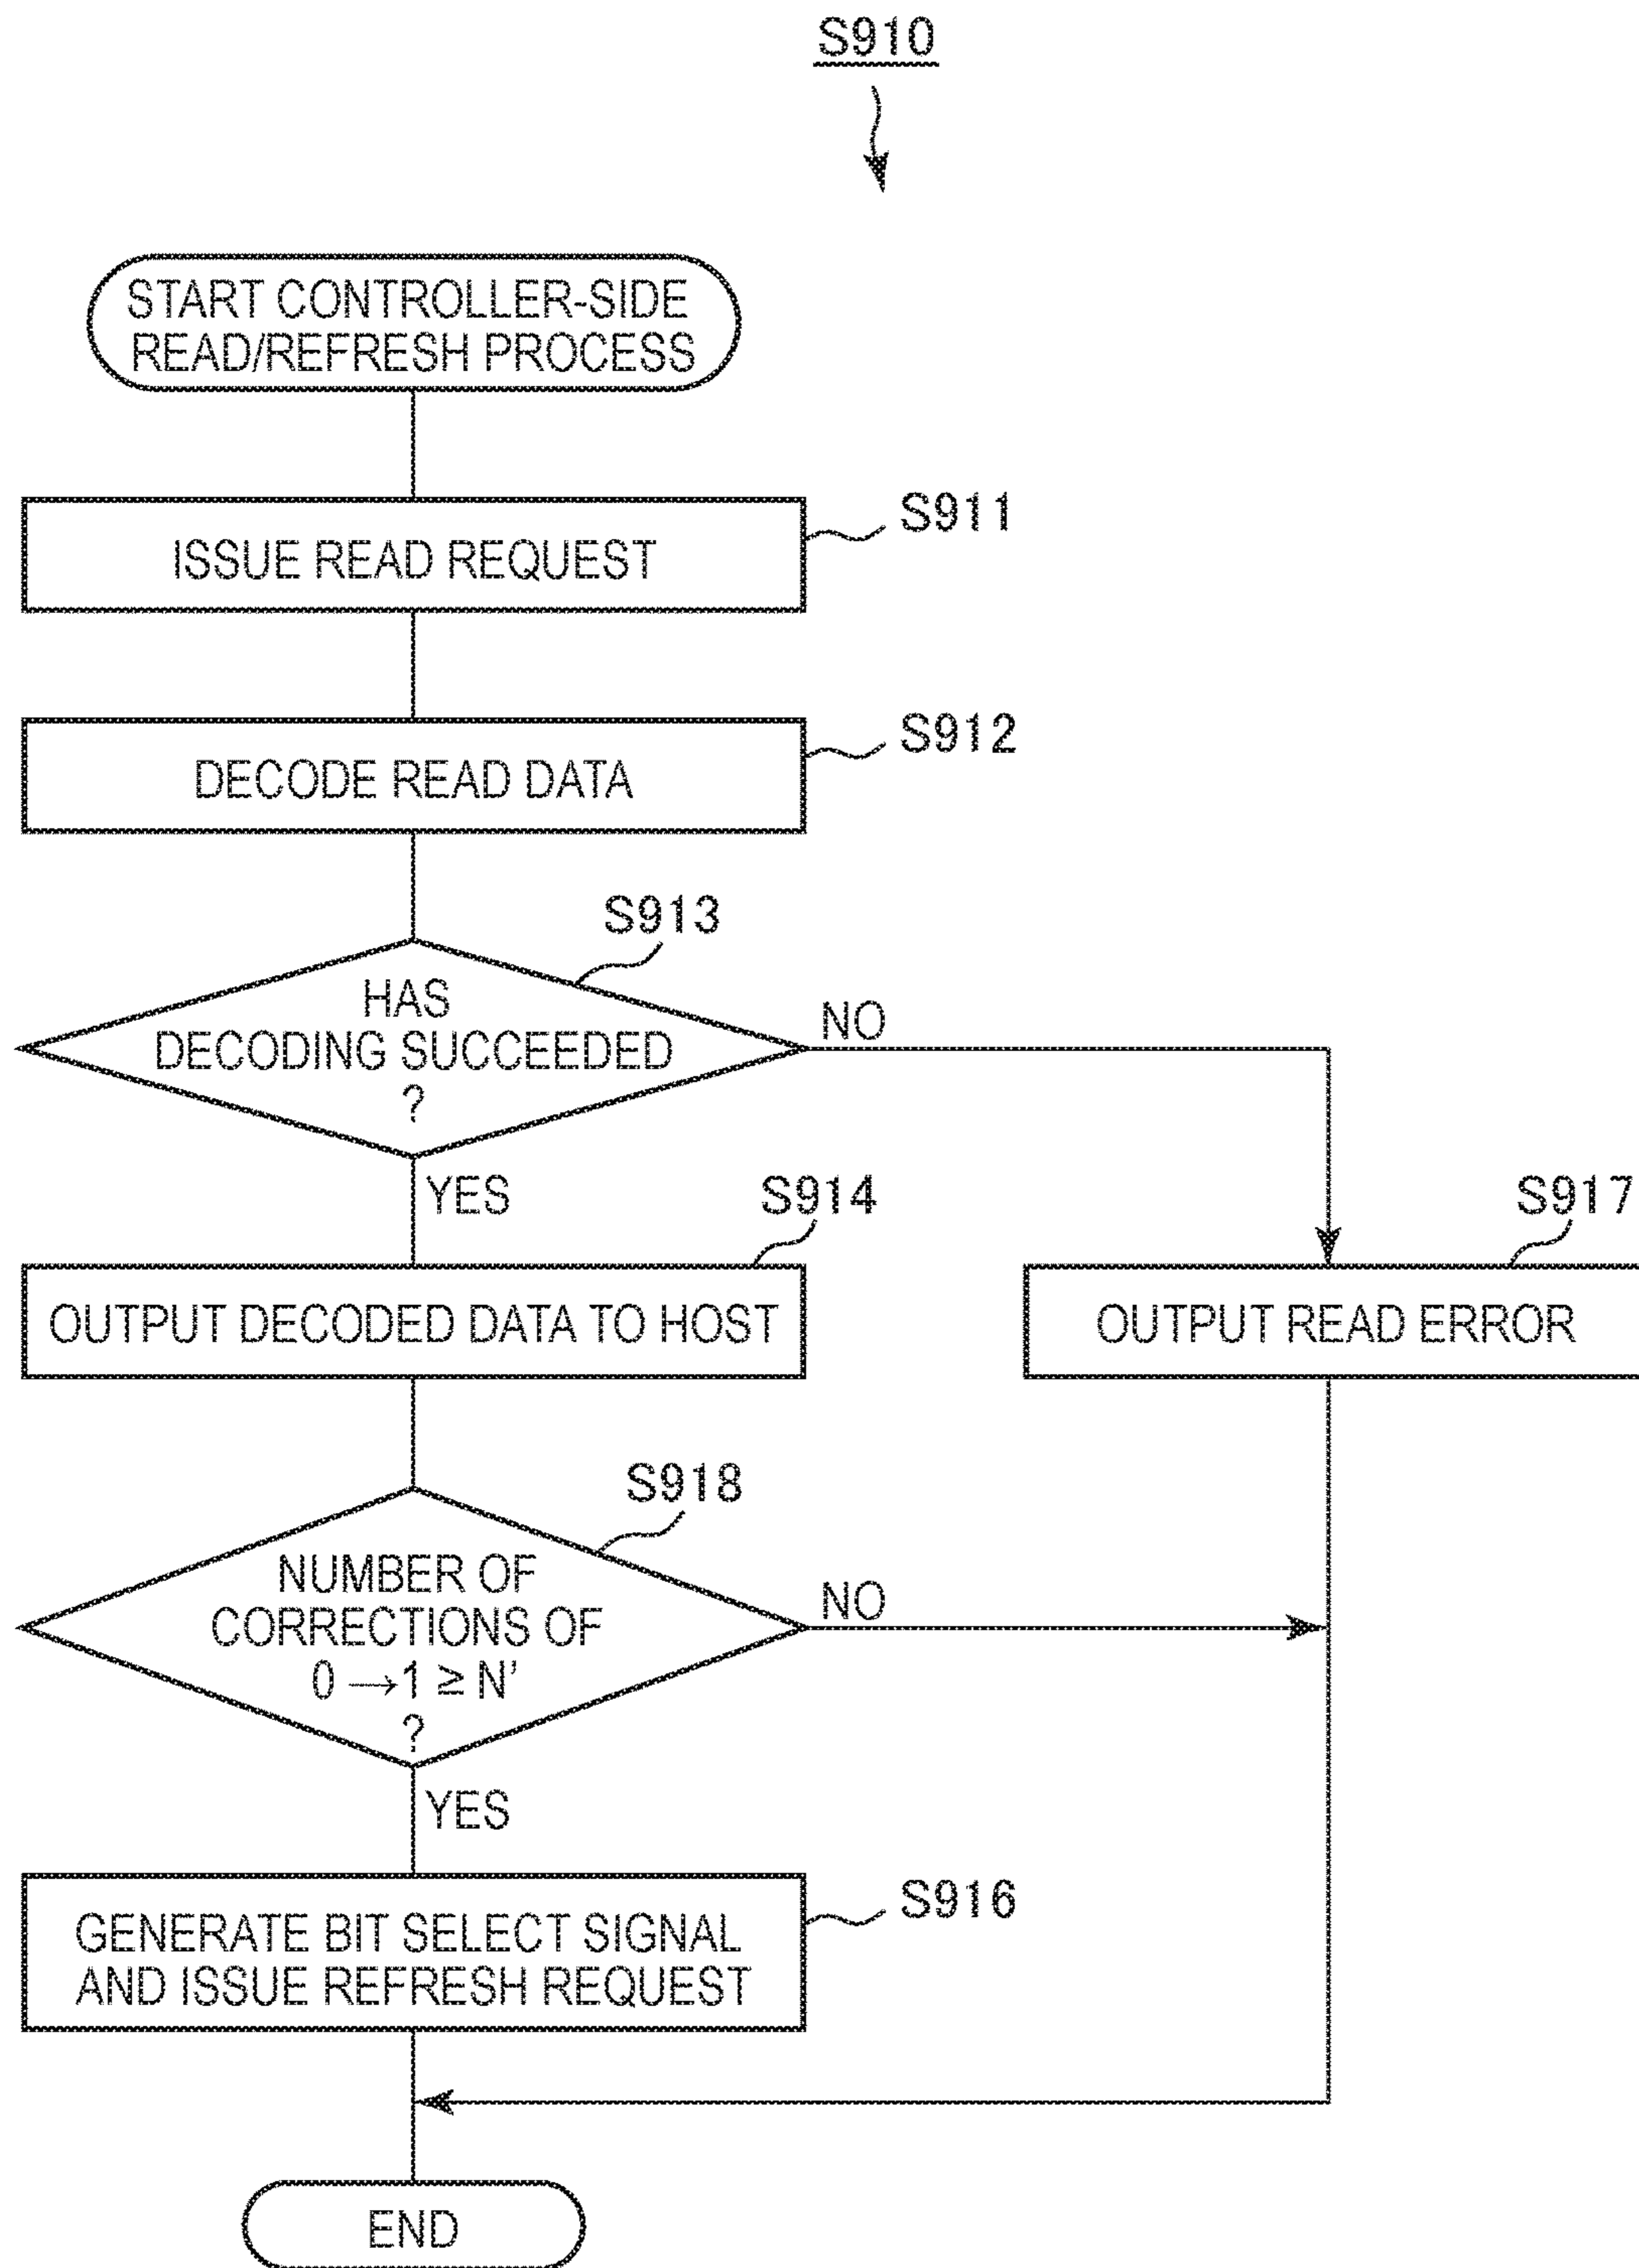 S910
START CONTROLLER-SIDE
READ/REFRESH PROCESS
S911
ISSUE READ REQUEST
S912
DECODE READ DATA
S913
HAS
DECODING SUCCEEDED
?
NO
YES
S914
OUTPUT DECODED DATA TO HOST
S917
OUTPUT READ ERROR
S918
NUMBER OF
CORRECTIONS OF
0 →1 ≥ N'
?
NO
YES
S916
GENERATE BIT SELECT SIGNAL
AND ISSUE REFRESH REQUEST
END